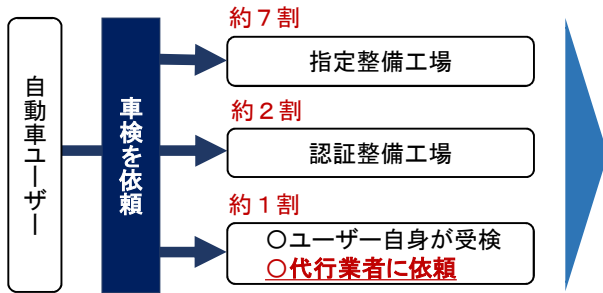 自動車ユーザー
車検を依頼
約７割
指定整備工場
約２割
認証整備工場
約１割
○ユーザー自身が受検
○代行業者に依頼